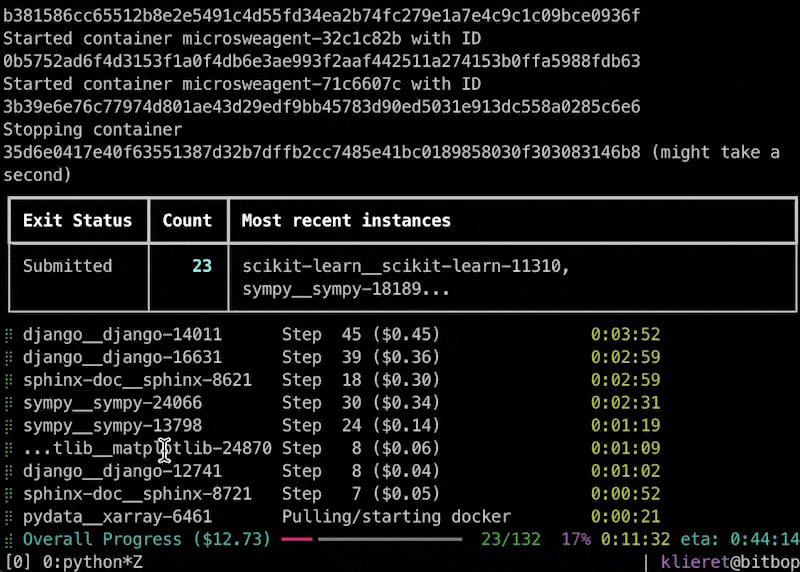 b381586cc65512b8e2e5491c4d55fd34ea2b74fc279e1a7e4c9c1c09bce0936f
Started container microsweagent-32c1c82b with ID
0b5752ad6f4d3153f1a0f4db6e3ae993f2aaf442511a274153b0ffa5988fdb63
Started container microsweagent-71c6607c with ID
3b39e6e76c77974d801ae43d29edf9bb45783d90ed5031e913dc558a0285c6e6
Stopping container
35d6e0417e40f63551387d32b7dffb2cc7485e41bc0189858030f303083146b8 (might take a
second)
Exit Status Count Most recent instances
Submitted 23 scikit-learn__scikit-learn-11310,
sympy__sympy-18189...
django__django-14011 Step 45 ($0.45) 0:03:52
django__django-16631 Step 39 ($0.36) 0:02:59
sphinx-doc__sphinx-8621 Step 18 ($0.30) 0:02:59
sympy__sympy-24066 Step 30 ($0.34) 0:02:31
sympy__sympy-13798 Step 24 ($0.14) 0:01:19
...tlib__matplotlib-24870 Step 8 ($0.06) 0:01:09
django__django-12741 Step 8 ($0.04) 0:01:02
sphinx-doc__sphinx-8721 Step 7 ($0.05) 0:00:52
pydata__xarray-6461 Pulling/starting docker 0:00:21
Overall Progress ($12.73) 23/132 17% 0:11:32 eta: 0:44:14
[0] 0:python*Z | klieret@bitbop